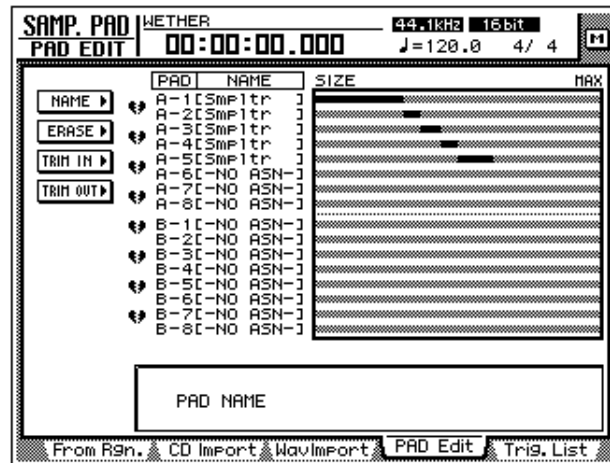 SAMP. PAD WETHER 44.1kHz 16bit
PAD EDIT 00:00:00.000 ♩=120.0 4/ 4 M
PAD NAME SIZE MAX
NAME
ERASE
TRIM IN
TRIM OUT
A-1[Smpltr ]
A-2[Smpltr ]
A-3[Smpltr ]
A-4[Smpltr ]
A-5[Smpltr ]
A-6[-NO ASN-]
A-7[-NO ASN-]
A-8[-NO ASN-]
B-1[-NO ASN-]
B-2[-NO ASN-]
B-3[-NO ASN-]
B-4[-NO ASN-]
B-5[-NO ASN-]
B-6[-NO ASN-]
B-7[-NO ASN-]
B-8[-NO ASN-]
PAD NAME
From Rgn. CD Import WavImport PAD Edit Trig. List